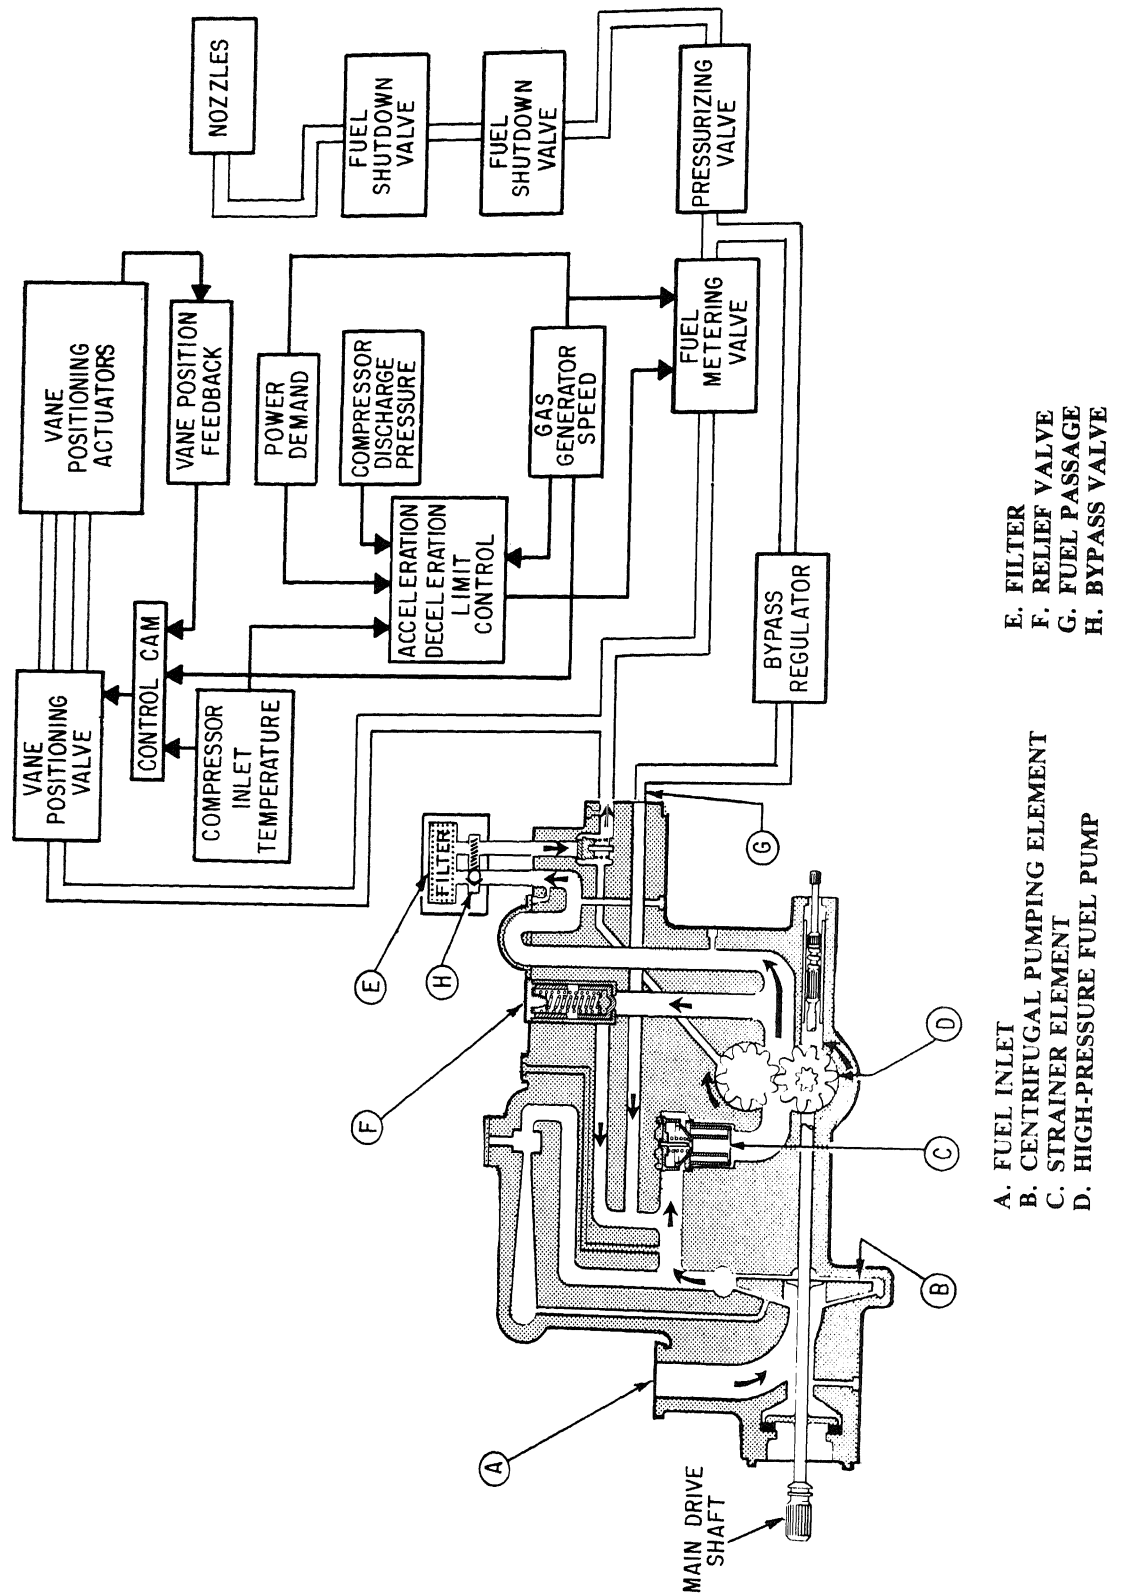 NOZZLES
FUEL
SHUTDOWN
VALVE
FUEL
SHUTDOWN
VALVE
PRESSURIZING
VALVE
VANE
POSITIONING
ACTUATORS
VANE POSITION
FEEDBACK
POWER
DEMAND
COMPRESSOR
DISCHARGE
PRESSURE
GAS
GENERATOR
SPEED
FUEL
METERING
VALVE
VANE
POSITIONING
VALVE
CONTROL CAM
COMPRESSOR
INLET
TEMPERATURE
ACCELERATION
DECELERATION
LIMIT
CONTROL
BYPASS
REGULATOR
FILTER
E
H
F
G
D
C
B
A
MAIN DRIVE
SHAFT
A. FUEL INLET
B. CENTRIFUGAL PUMPING ELEMENT
C. STRAINER ELEMENT
D. HIGH-PRESSURE FUEL PUMP
E. FILTER
F. RELIEF VALVE
G. FUEL PASSAGE
H. BYPASS VALVE